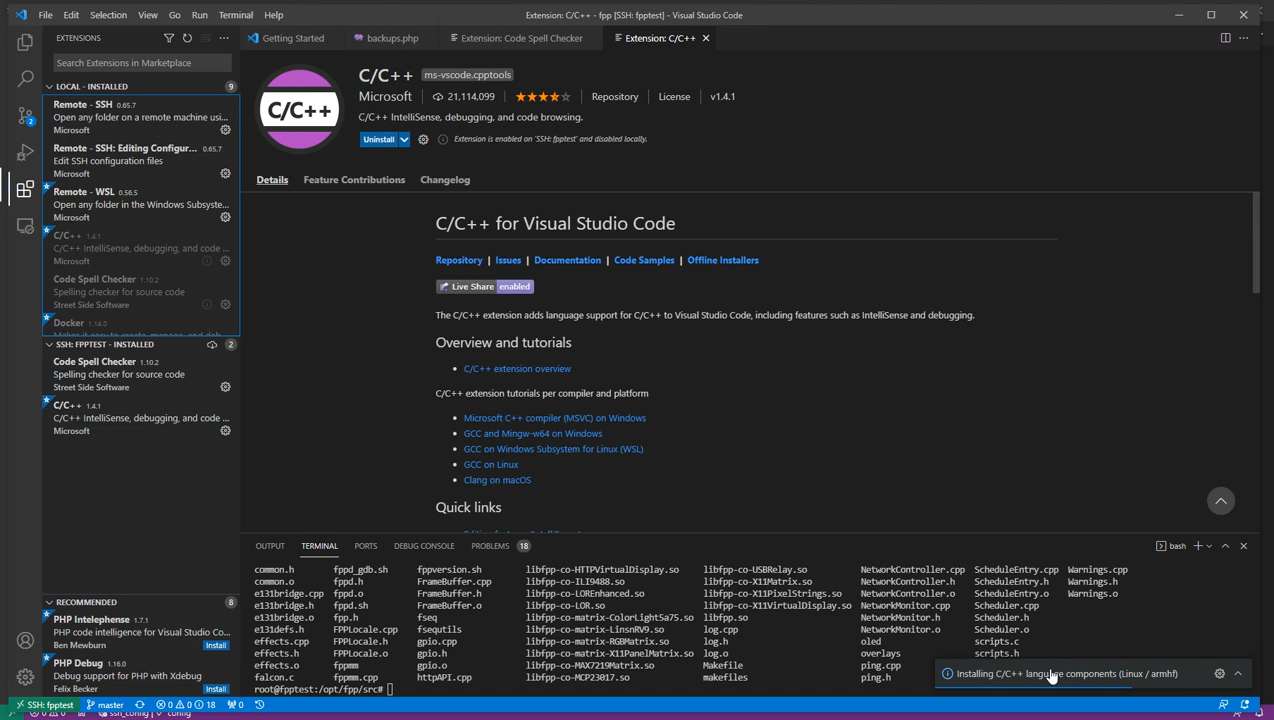 File Edit Selection View Go Run Terminal Help
Extension: C/C++ - fpp [SSH: fpptest] - Visual Studio Code
EXTENSIONS
Getting Started
backups.php
Extension: Code Spell Checker
Extension: C/C++
Search Extensions in Marketplace
LOCAL - INSTALLED 9
Remote - SSH 0.65.7
Open any folder on a remote machine usi...
Microsoft
Remote - SSH: Editing Configur... 0.65.7
Edit SSH configuration files
Microsoft
Remote - WSL 0.56.5
Open any folder in the Windows Subsyste...
Microsoft
C/C++ 1.4.1
C/C++ IntelliSense, debugging, and code ...
Microsoft
Code Spell Checker 1.10.2
Spelling checker for source code
Street Side Software
Docker 1.14.0
Makes it easy to create, manage, and deb...
SSH: FPPTEST - INSTALLED 2
Code Spell Checker 1.10.2
Spelling checker for source code
Street Side Software
C/C++ 1.4.1
C/C++ IntelliSense, debugging, and code ...
Microsoft
RECOMMENDED 8
PHP Intelephense 1.7.1
PHP code intelligence for Visual Studio Co...
Ben Mewburn Install
PHP Debug 1.16.0
Debug support for PHP with Xdebug
Felix Becker Install
2
C/C++
C/C++ ms-vscode.cpptools
Microsoft 21,114,099 Repository License v1.4.1
C/C++ IntelliSense, debugging, and code browsing.
Uninstall Extension is enabled on 'SSH: fpptest' and disabled locally.
Details Feature Contributions Changelog
C/C++ for Visual Studio Code
Repository | Issues | Documentation | Code Samples | Offline Installers
Live Share enabled
The C/C++ extension adds language support for C/C++ to Visual Studio Code, including features such as IntelliSense and debugging.
Overview and tutorials
• C/C++ extension overview
C/C++ extension tutorials per compiler and platform
• Microsoft C++ compiler (MSVC) on Windows
• GCC and Mingw-w64 on Windows
• GCC on Windows Subsystem for Linux (WSL)
• GCC on Linux
• Clang on macOS
Quick links
OUTPUT TERMINAL PORTS DEBUG CONSOLE PROBLEMS 18
bash
common.h fppd_gdb.sh fppversion.sh libfpp-co-HTTPVirtualDisplay.so libfpp-co-USBRelay.so NetworkController.cpp ScheduleEntry.cpp Warnings.cpp
common.o fppd.h FrameBuffer.cpp libfpp-co-ILI9488.so libfpp-co-X11Matrix.so NetworkController.h ScheduleEntry.h Warnings.h
e131bridge.cpp fppd.o FrameBuffer.h libfpp-co-LOREnhanced.so libfpp-co-X11PixelStrings.so NetworkController.o ScheduleEntry.o Warnings.o
e131bridge.h fppd.sh FrameBuffer.o libfpp-co-LOR.so libfpp-co-X11VirtualDisplay.so NetworkMonitor.cpp Scheduler.cpp
e131bridge.o fpp.h fseq libfpp-co-matrix-ColorLight5a75.so libfpp.so NetworkMonitor.h Scheduler.h
e131defs.h FPPLocale.cpp fsequtils libfpp-co-matrix-LinsnRV9.so log.cpp NetworkMonitor.o Scheduler.o
effects.cpp FPPLocale.h gpio.cpp libfpp-co-matrix-RGBMatrix.so log.h oled scripts.c
effects.h FPPLocale.o gpio.h libfpp-co-matrix-X11PanelMatrix.so log.o overlays scripts.h
effects.o fppmm gpio.o libfpp-co-MAX7219Matrix.so Makefile ping.cpp
falcon.c fppmm.cpp httpAPI.cpp libfpp-co-MCP23017.so makefiles ping.h
root@fpptest:/opt/fpp/src#
Installing C/C++ language components (Linux / armhf)
SSH: fpptest master 0 0 18 0